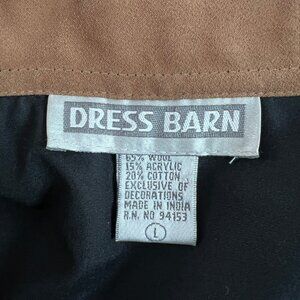 DRESS BARN
65% WOOL
15% ACRYLIC
20% COTTON
EXCLUSIVE OF
DECORATIONS
MADE IN INDIA
R.N. NO 94153
L